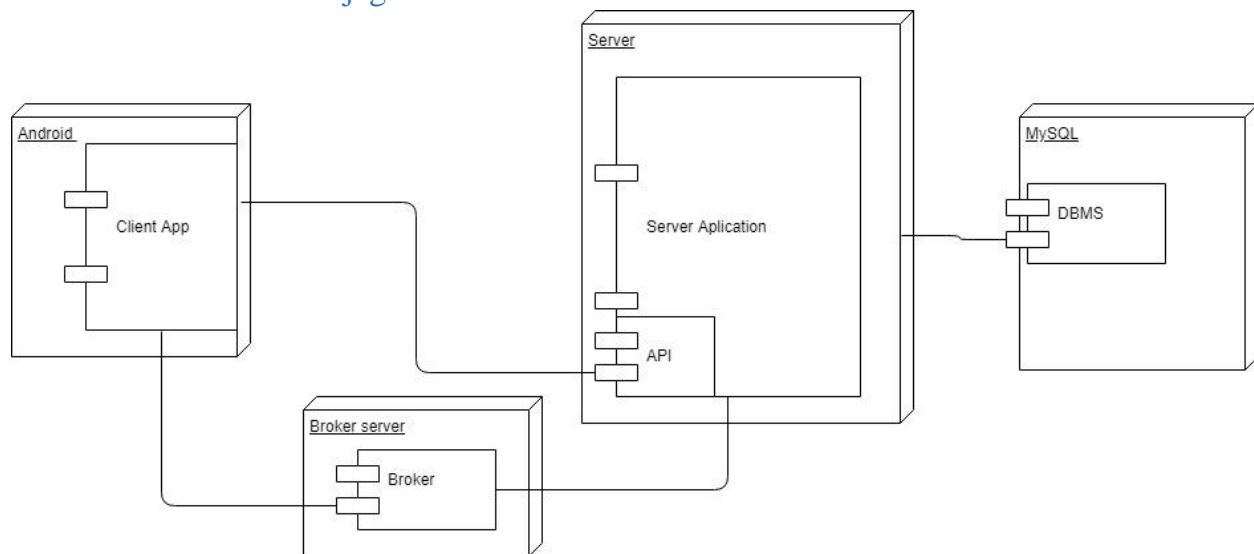 Server
Android
MySQL
Client App
Server Aplication
DBMS
API
Broker server
Broker